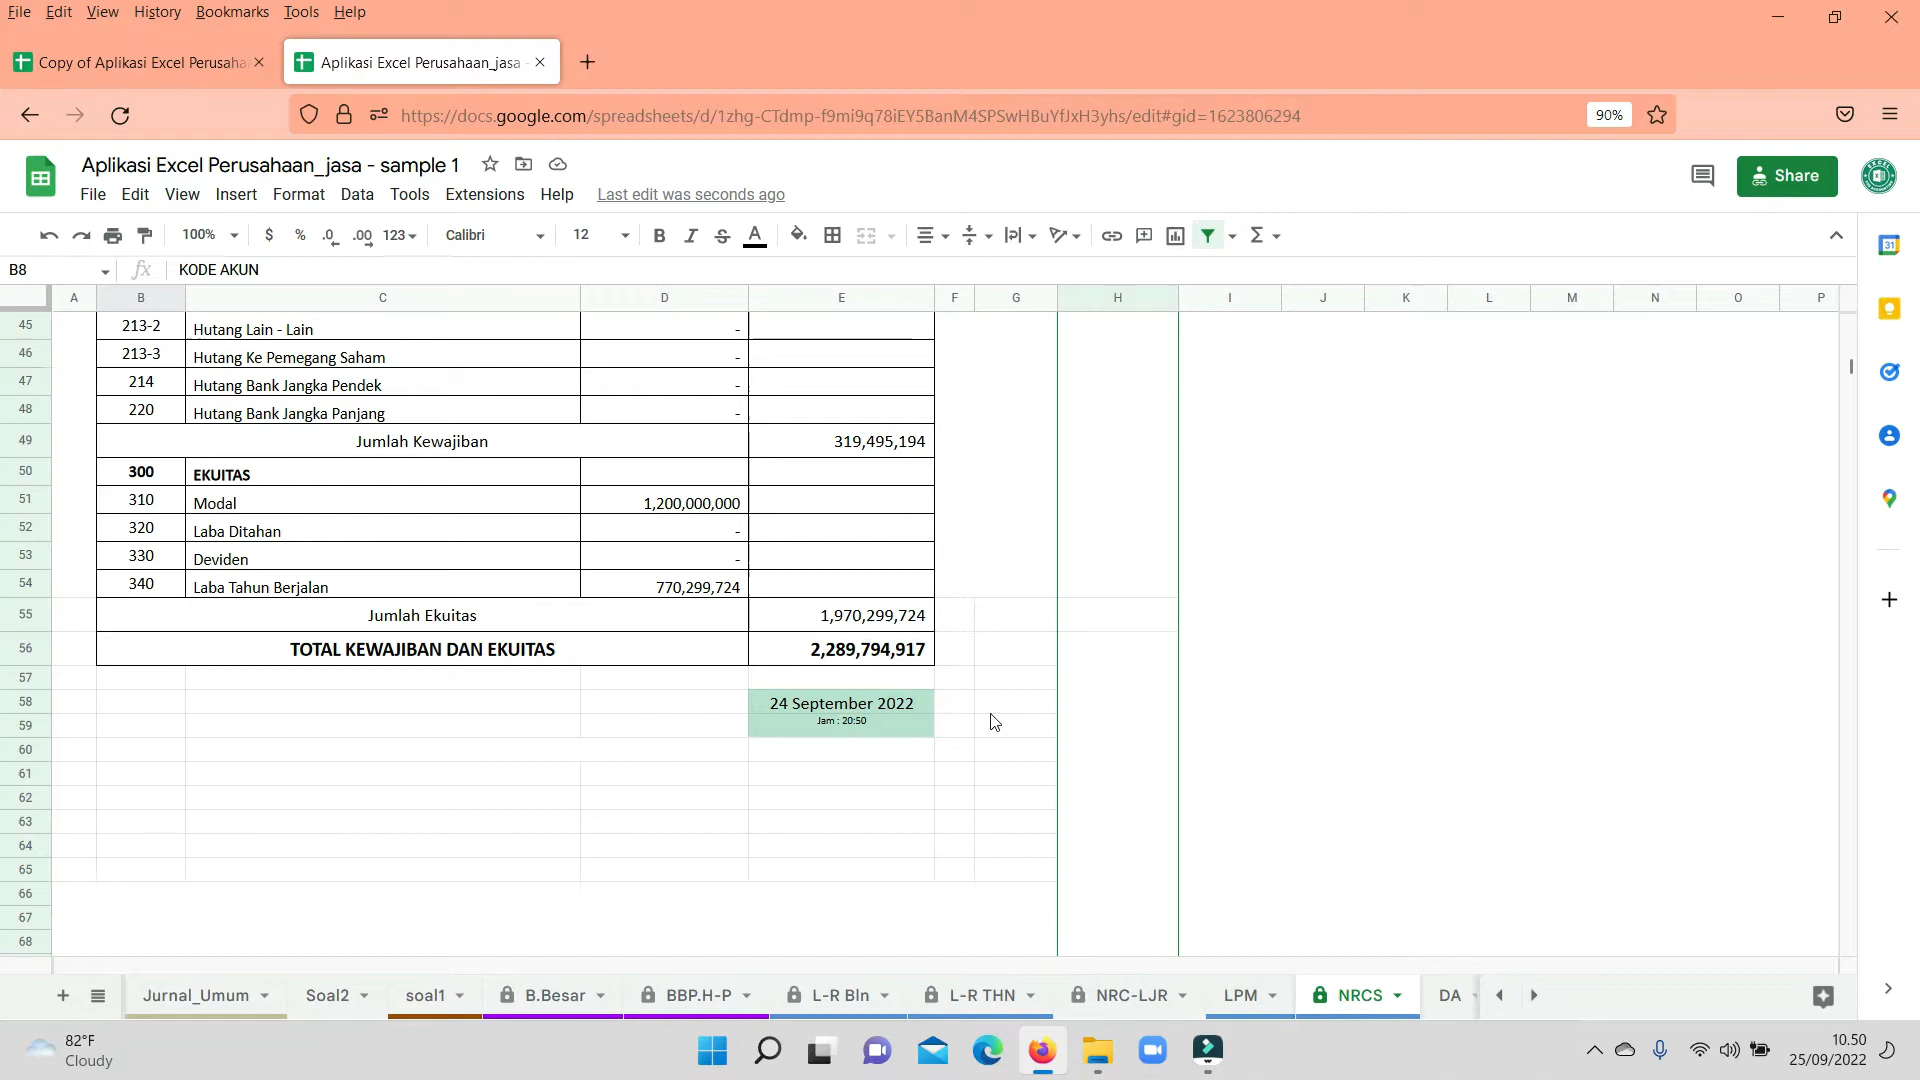 File Edit View History Bookmarks Tools Help
Copy of Aplikasi Excel Perusaha
Aplikasi Excel Perusahaan_jasa -
https://docs.google.com/spreadsheets/d/1zhg-CTdmp-f9mi9q78iEY5BanM4SPSwHBuYfJxH3yhs/edit#gid=1623806294
90%
Aplikasi Excel Perusahaan_jasa - sample 1
File Edit View Insert Format Data Tools Extensions Help Last edit was seconds ago
Share
100% $ % .0 .00 123 Calibri 12 B I S A Σ
31
B8 fx KODE AKUN
A B C D E F G H I J K L M N O P
45 213-2 Hutang Lain - Lain -
46 213-3 Hutang Ke Pemegang Saham -
47 214 Hutang Bank Jangka Pendek -
48 220 Hutang Bank Jangka Panjang -
49 Jumlah Kewajiban 319,495,194
50 300 EKUITAS
51 310 Modal 1,200,000,000
52 320 Laba Ditahan -
53 330 Deviden -
54 340 Laba Tahun Berjalan 770,299,724
55 Jumlah Ekuitas 1,970,299,724
56 TOTAL KEWAJIBAN DAN EKUITAS 2,289,794,917
57
58 24 September 2022
59 Jam : 20:50
60
61
62
63
64
65
66
67
68
Jurnal_Umum Soal2 soal1 B.Besar BBP.H-P L-R Bln L-R THN NRC-LJR LPM NRCS DA
82°F
Cloudy
10.50
25/09/2022